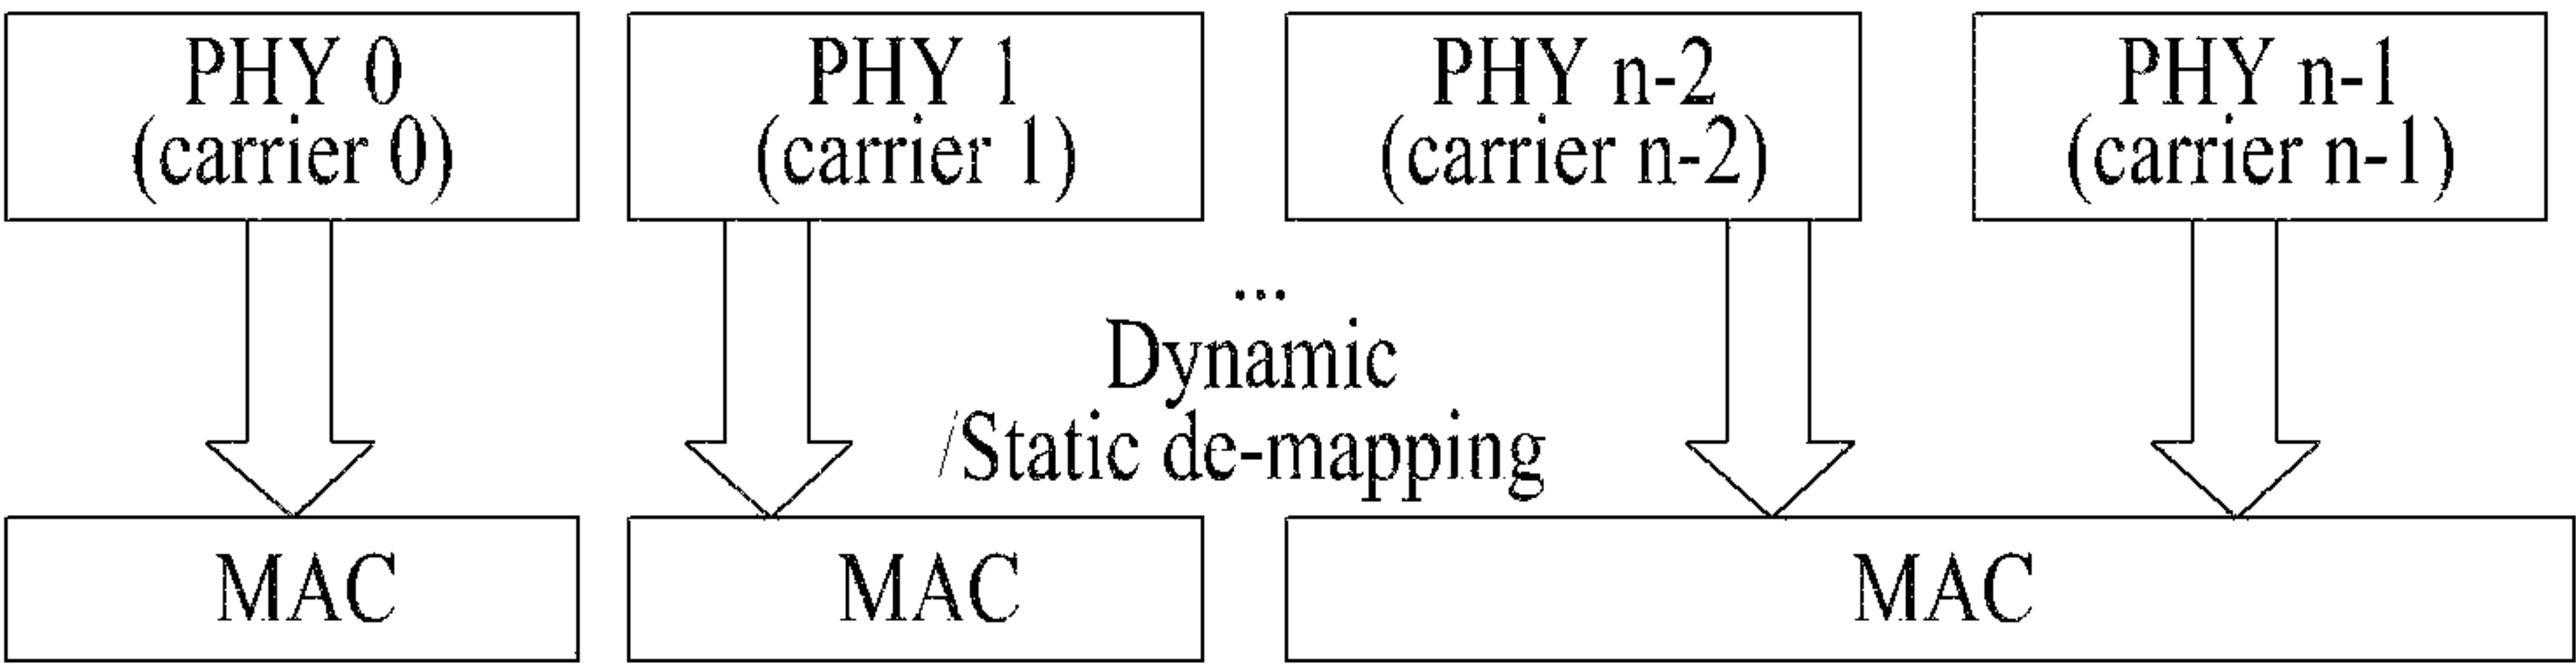 PHY 0
(carrier 0)
PHY 1
(carrier 1)
PHY n-2
(carrier n-2)
PHY n-1
(carrier n-1)
...
Dynamic
/Static de-mapping
MAC
MAC
MAC